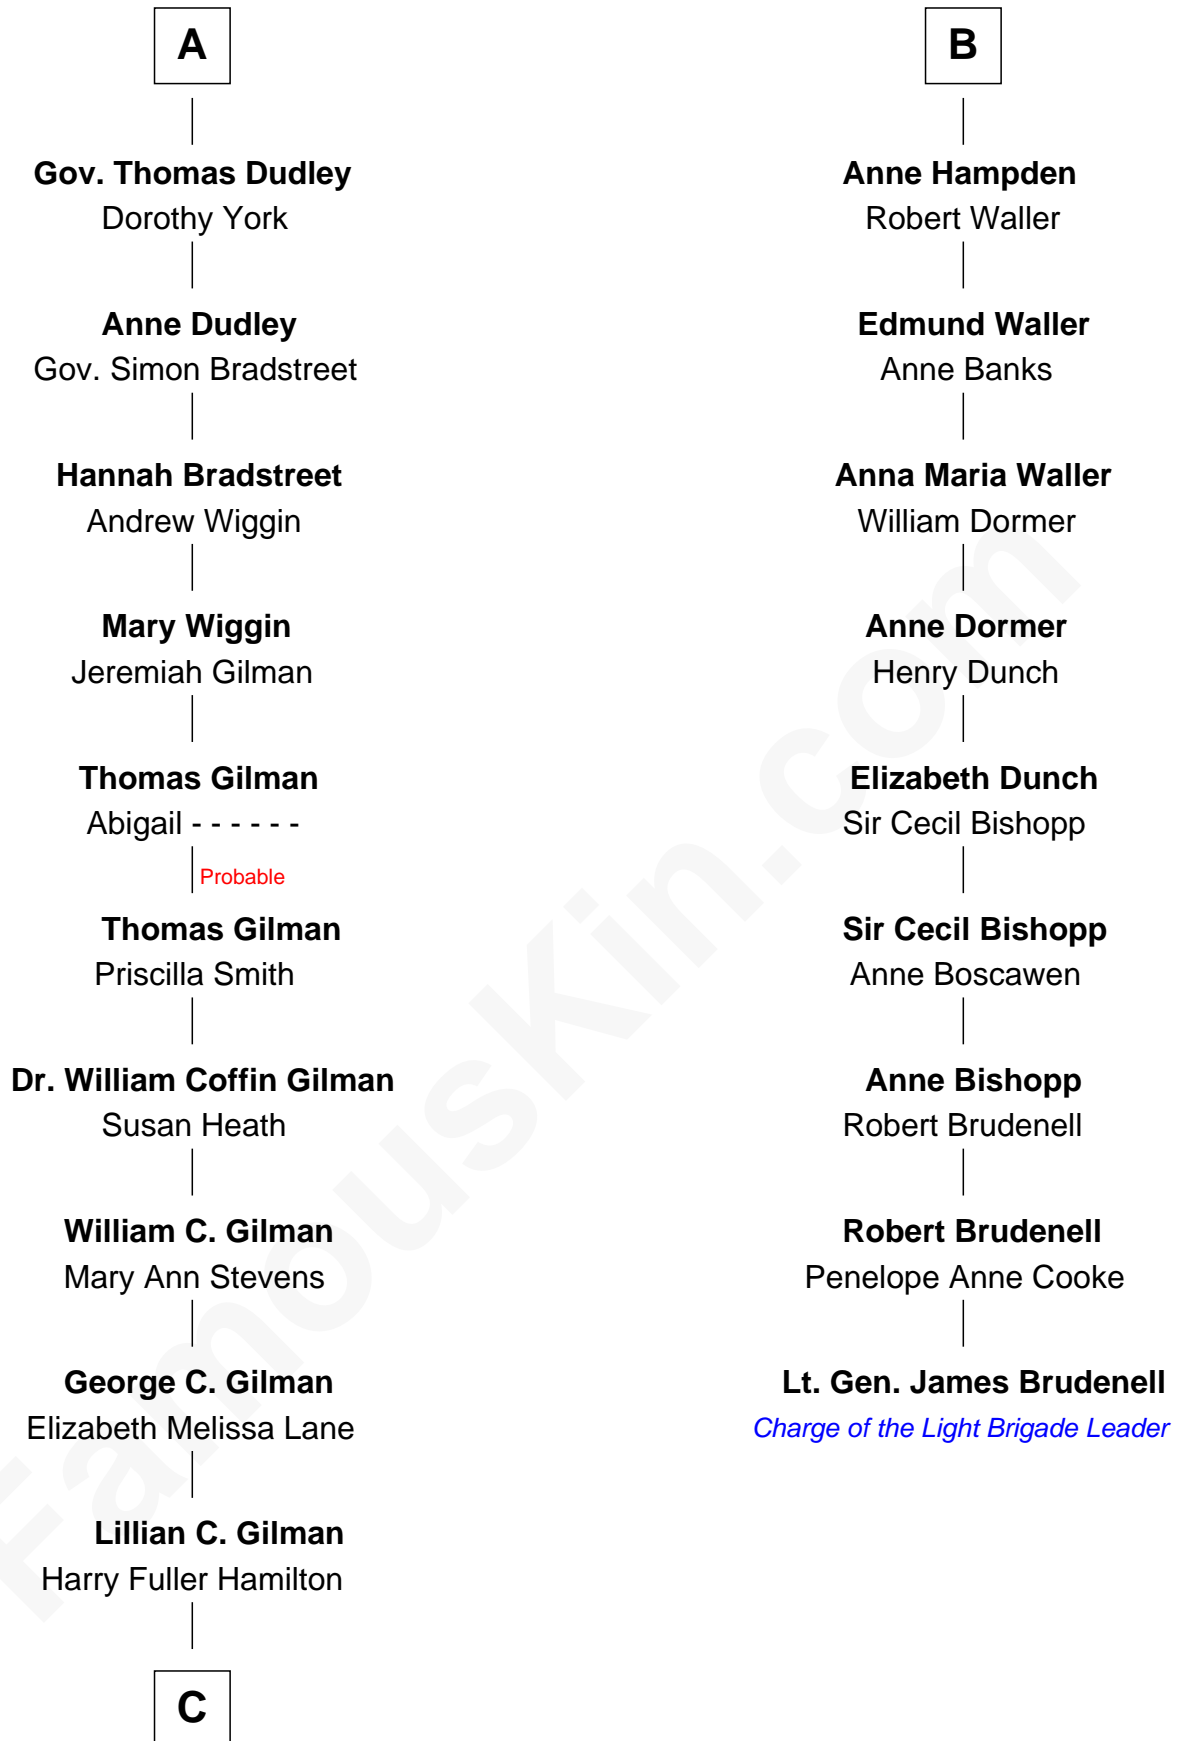 A
Gov. Thomas Dudley
Dorothy York
Anne Dudley
Gov. Simon Bradstreet
Hannah Bradstreet
Andrew Wiggin
Mary Wiggin
Jeremiah Gilman
Thomas Gilman
Abigail - - - - - -
Probable
Thomas Gilman
Priscilla Smith
Dr. William Coffin Gilman
Susan Heath
William C. Gilman
Mary Ann Stevens
George C. Gilman
Elizabeth Melissa Lane
Lillian C. Gilman
Harry Fuller Hamilton
C
B
Anne Hampden
Robert Waller
Edmund Waller
Anne Banks
Anna Maria Waller
William Dormer
Anne Dormer
Henry Dunch
Elizabeth Dunch
Sir Cecil Bishopp
Sir Cecil Bishopp
Anne Boscawen
Anne Bishopp
Robert Brudenell
Robert Brudenell
Penelope Anne Cooke
Lt. Gen. James Brudenell
Charge of the Light Brigade Leader
FamousKin.com